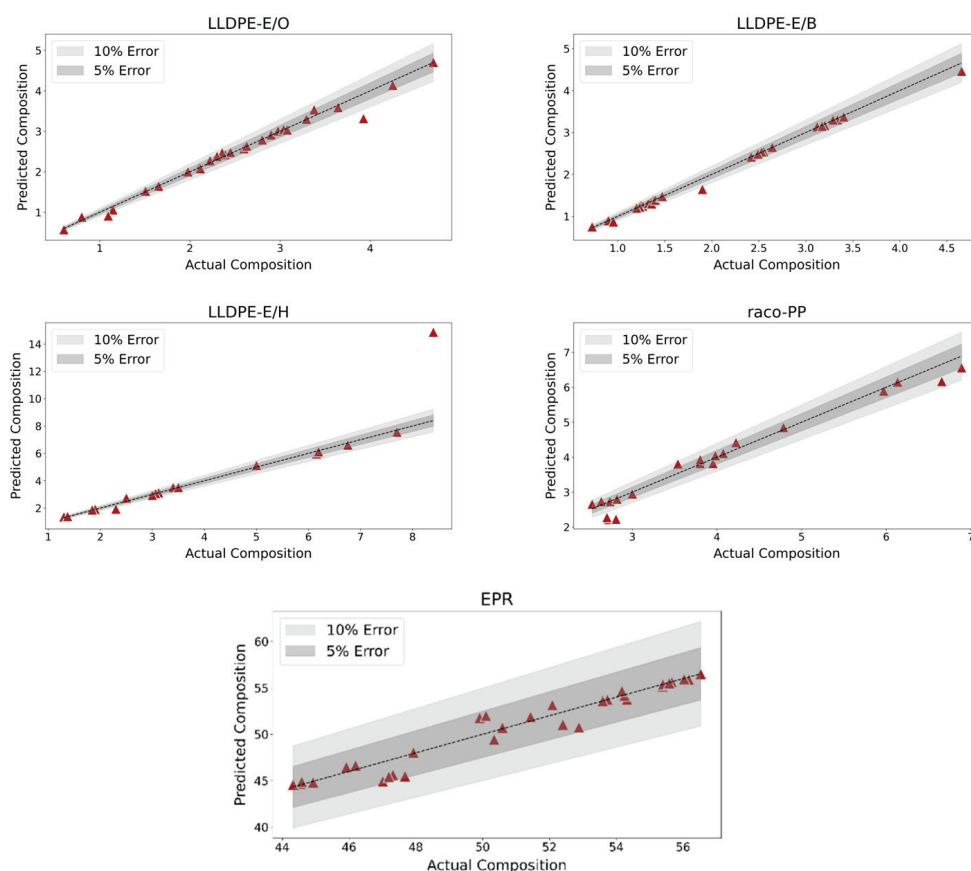 LLDPE-E/O
10% Error
5% Error
5
4
3
2
1
Predicted Composition
1 2 3 4
Actual Composition
LLDPE-E/B
10% Error
5% Error
5
4
3
2
1
Predicted Composition
1.0 1.5 2.0 2.5 3.0 3.5 4.0 4.5
Actual Composition
LLDPE-E/H
10% Error
5% Error
14
12
10
8
6
4
2
Predicted Composition
1 2 3 4 5 6 7 8
Actual Composition
raco-PP
10% Error
5% Error
7
6
5
4
3
2
Predicted Composition
3 4 5 6 7
Actual Composition
EPR
10% Error
5% Error
60
55
50
45
40
Predicted Composition
44 46 48 50 52 54 56
Actual Composition